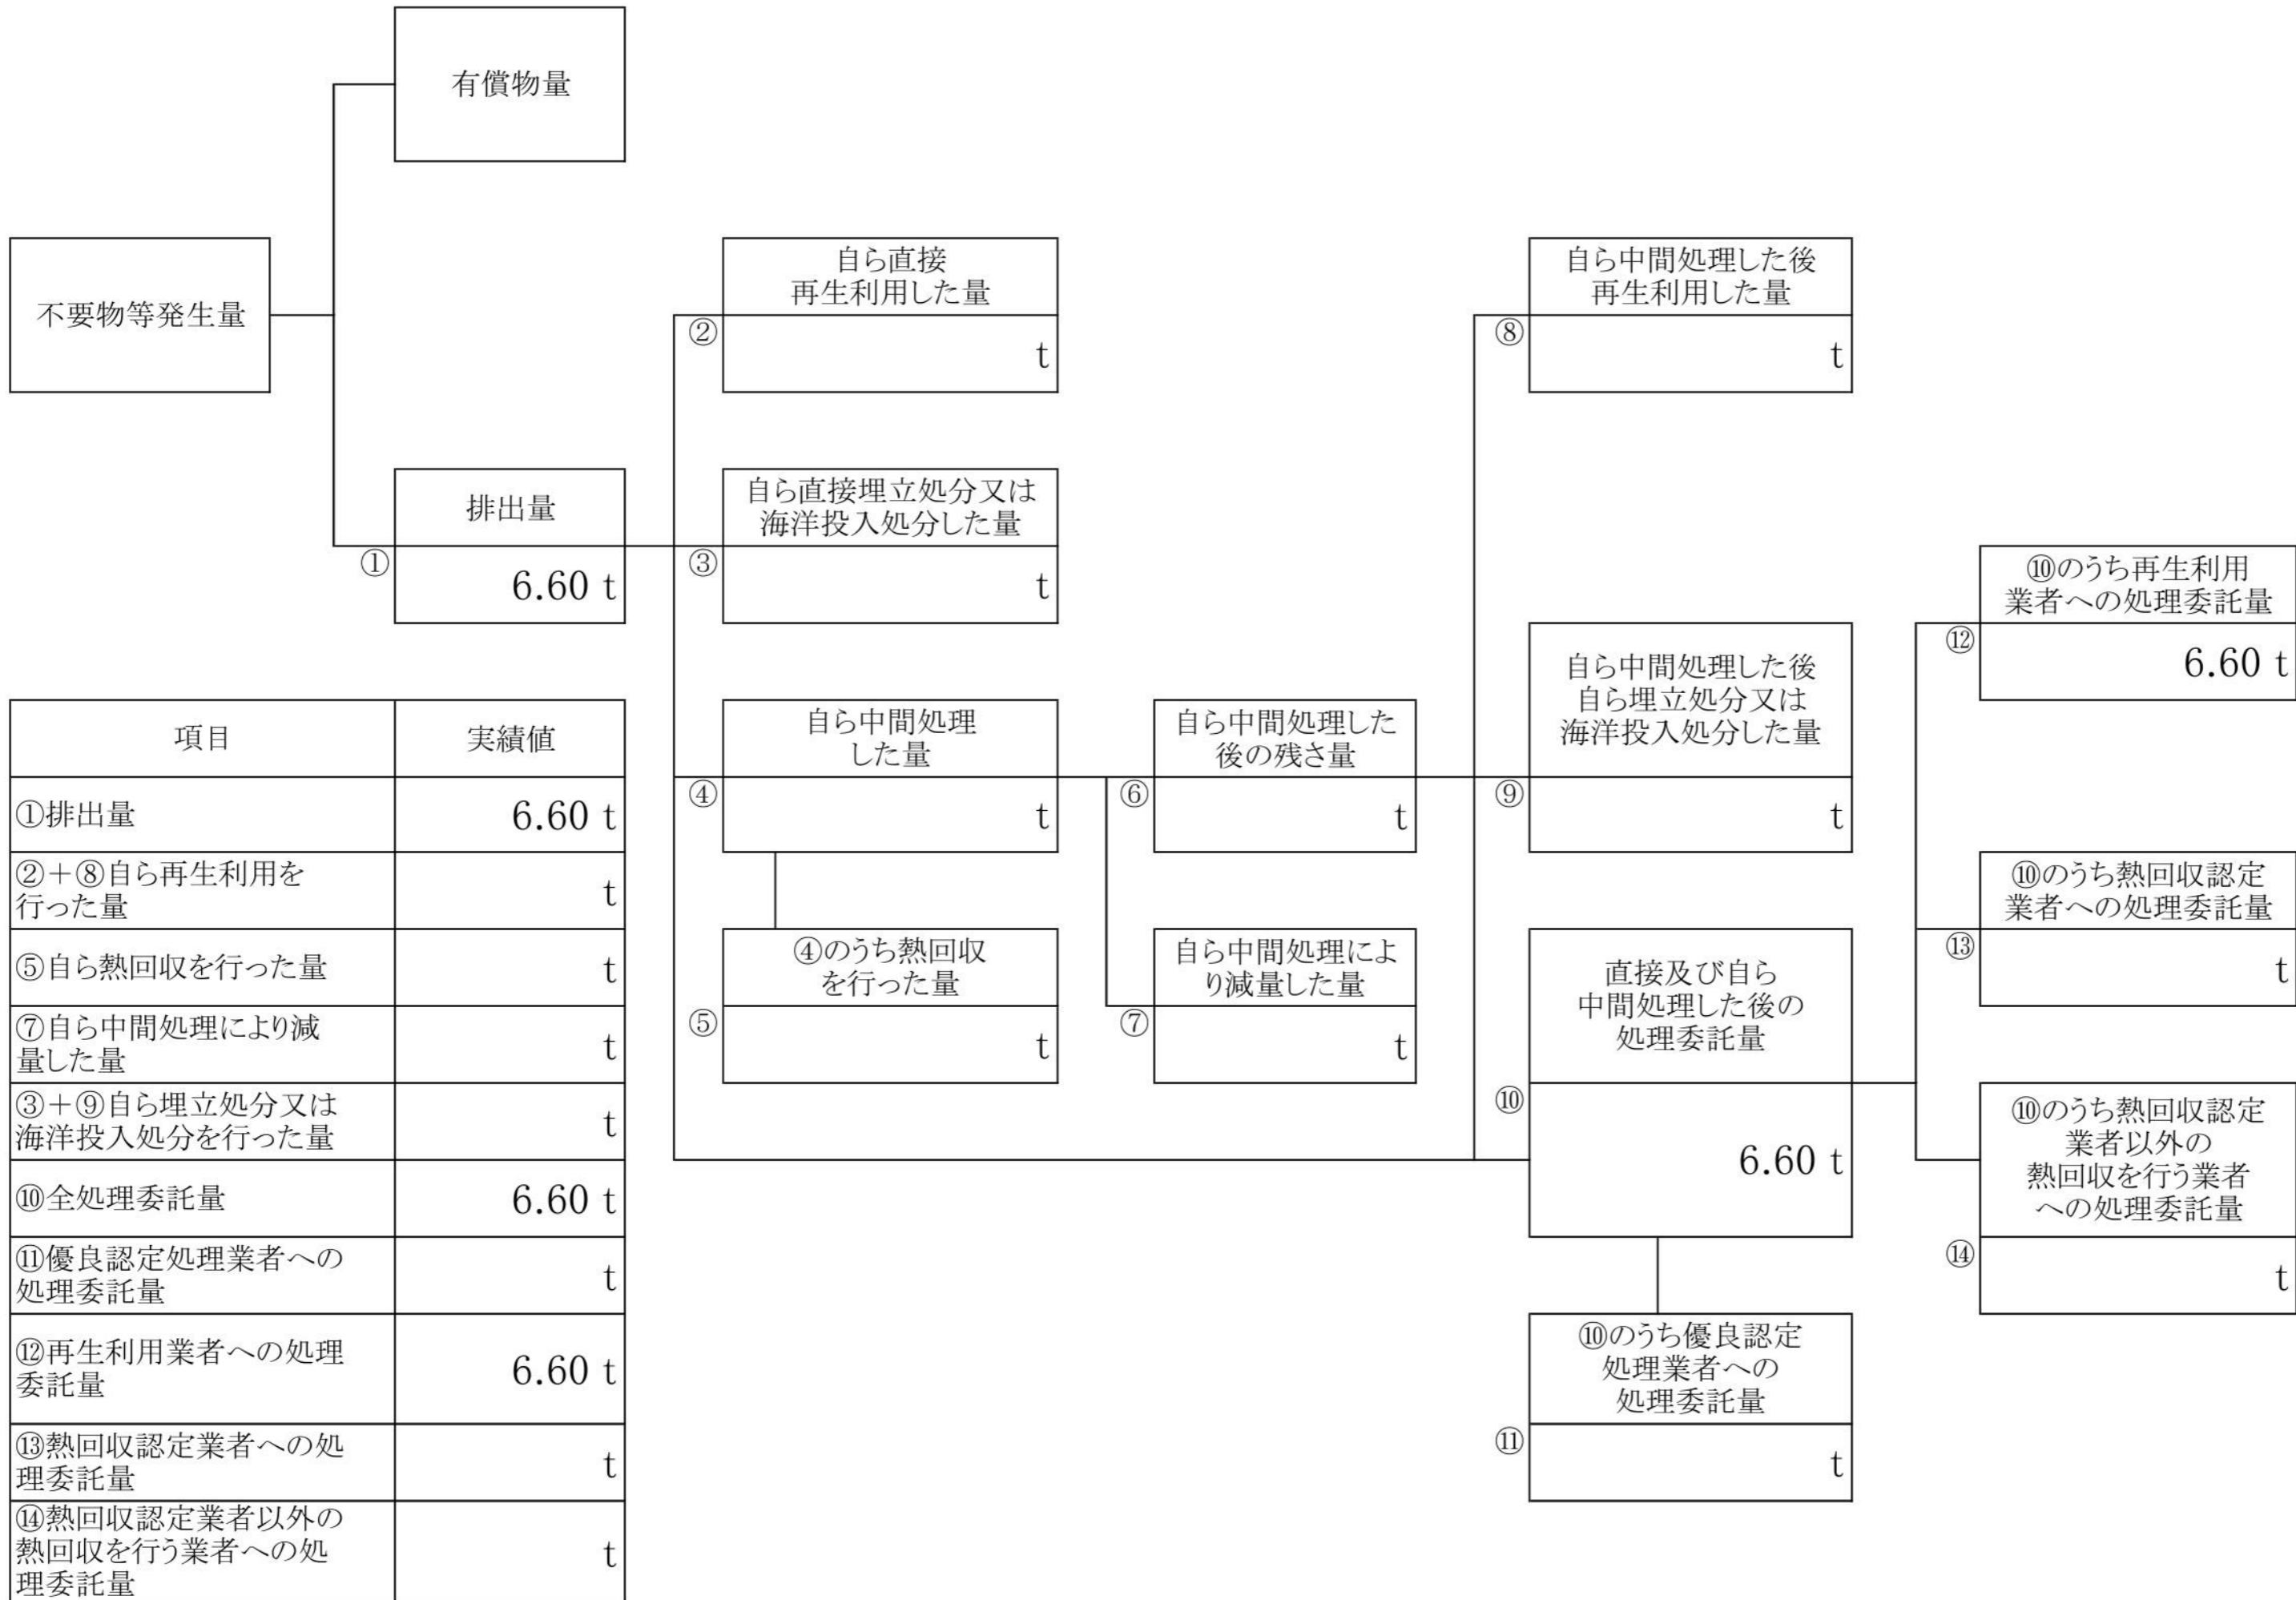 有償物量
不要物等発生量
自ら直接
再生利用した量
②
t
自ら中間処理した後
再生利用した量
⑧
t
排出量
①
6.60 t
自ら直接埋立処分又は
海洋投入処分した量
③
t
⑩のうち再生利用
業者への処理委託量
⑫
6.60 t
自ら中間処理
した量
④
t
自ら中間処理した
後の残さ量
⑥
t
自ら中間処理した後
自ら埋立処分又は
海洋投入処分した量
⑨
t
⑩のうち熱回収認定
業者への処理委託量
⑬
t
④のうち熱回収
を行った量
⑤
t
自ら中間処理によ
り減量した量
⑦
t
直接及び自ら
中間処理した後の
処理委託量
⑩
6.60 t
⑩のうち熱回収認定
業者以外の
熱回収を行う業者
への処理委託量
⑭
t
⑩のうち優良認定
処理業者への
処理委託量
⑪
t
項目 実績値
①排出量 6.60 t
②＋⑧自ら再生利用を
行った量
t
⑤自ら熱回収を行った量 t
⑦自ら中間処理により減
量した量
t
③＋⑨自ら埋立処分又は
海洋投入処分を行った量
t
⑩全処理委託量 6.60 t
⑪優良認定処理業者への
処理委託量
t
⑫再生利用業者への処理
委託量
6.60 t
⑬熱回収認定業者への処
理委託量
t
⑭熱回収認定業者以外の
熱回収を行う業者への処
理委託量
t